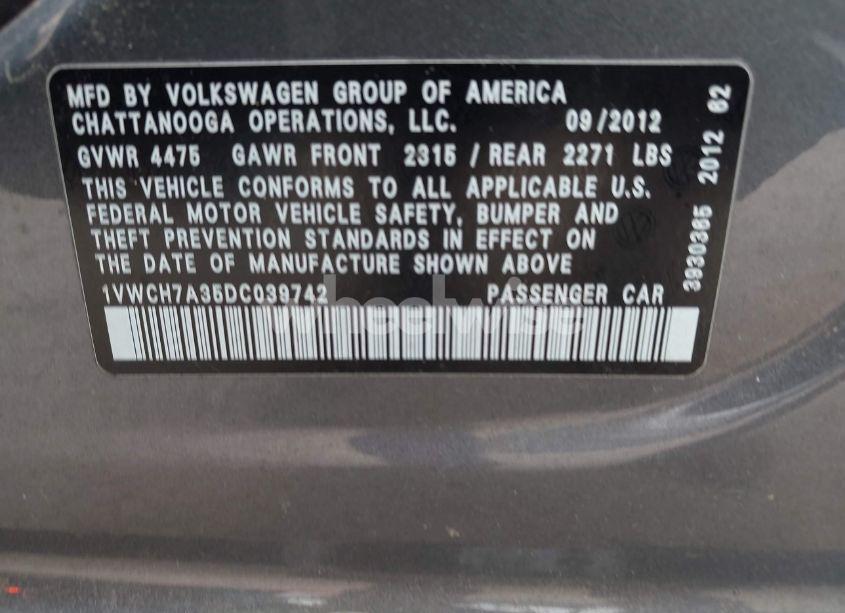 MFD BY VOLKSWAGEN GROUP OF AMERICA
CHATTANOOGA OPERATIONS, LLC. 09/2012
GVWR 4475 GAWR FRONT 2315 / REAR 2271 LBS
THIS VEHICLE CONFORMS TO ALL APPLICABLE U.S.
FEDERAL MOTOR VEHICLE SAFETY, BUMPER AND
THEFT PREVENTION STANDARDS IN EFFECT ON
THE DATE OF MANUFACTURE SHOWN ABOVE
1VWCH7A35DC039742 PASSENGER CAR
3930365 2012 62
wheelwise